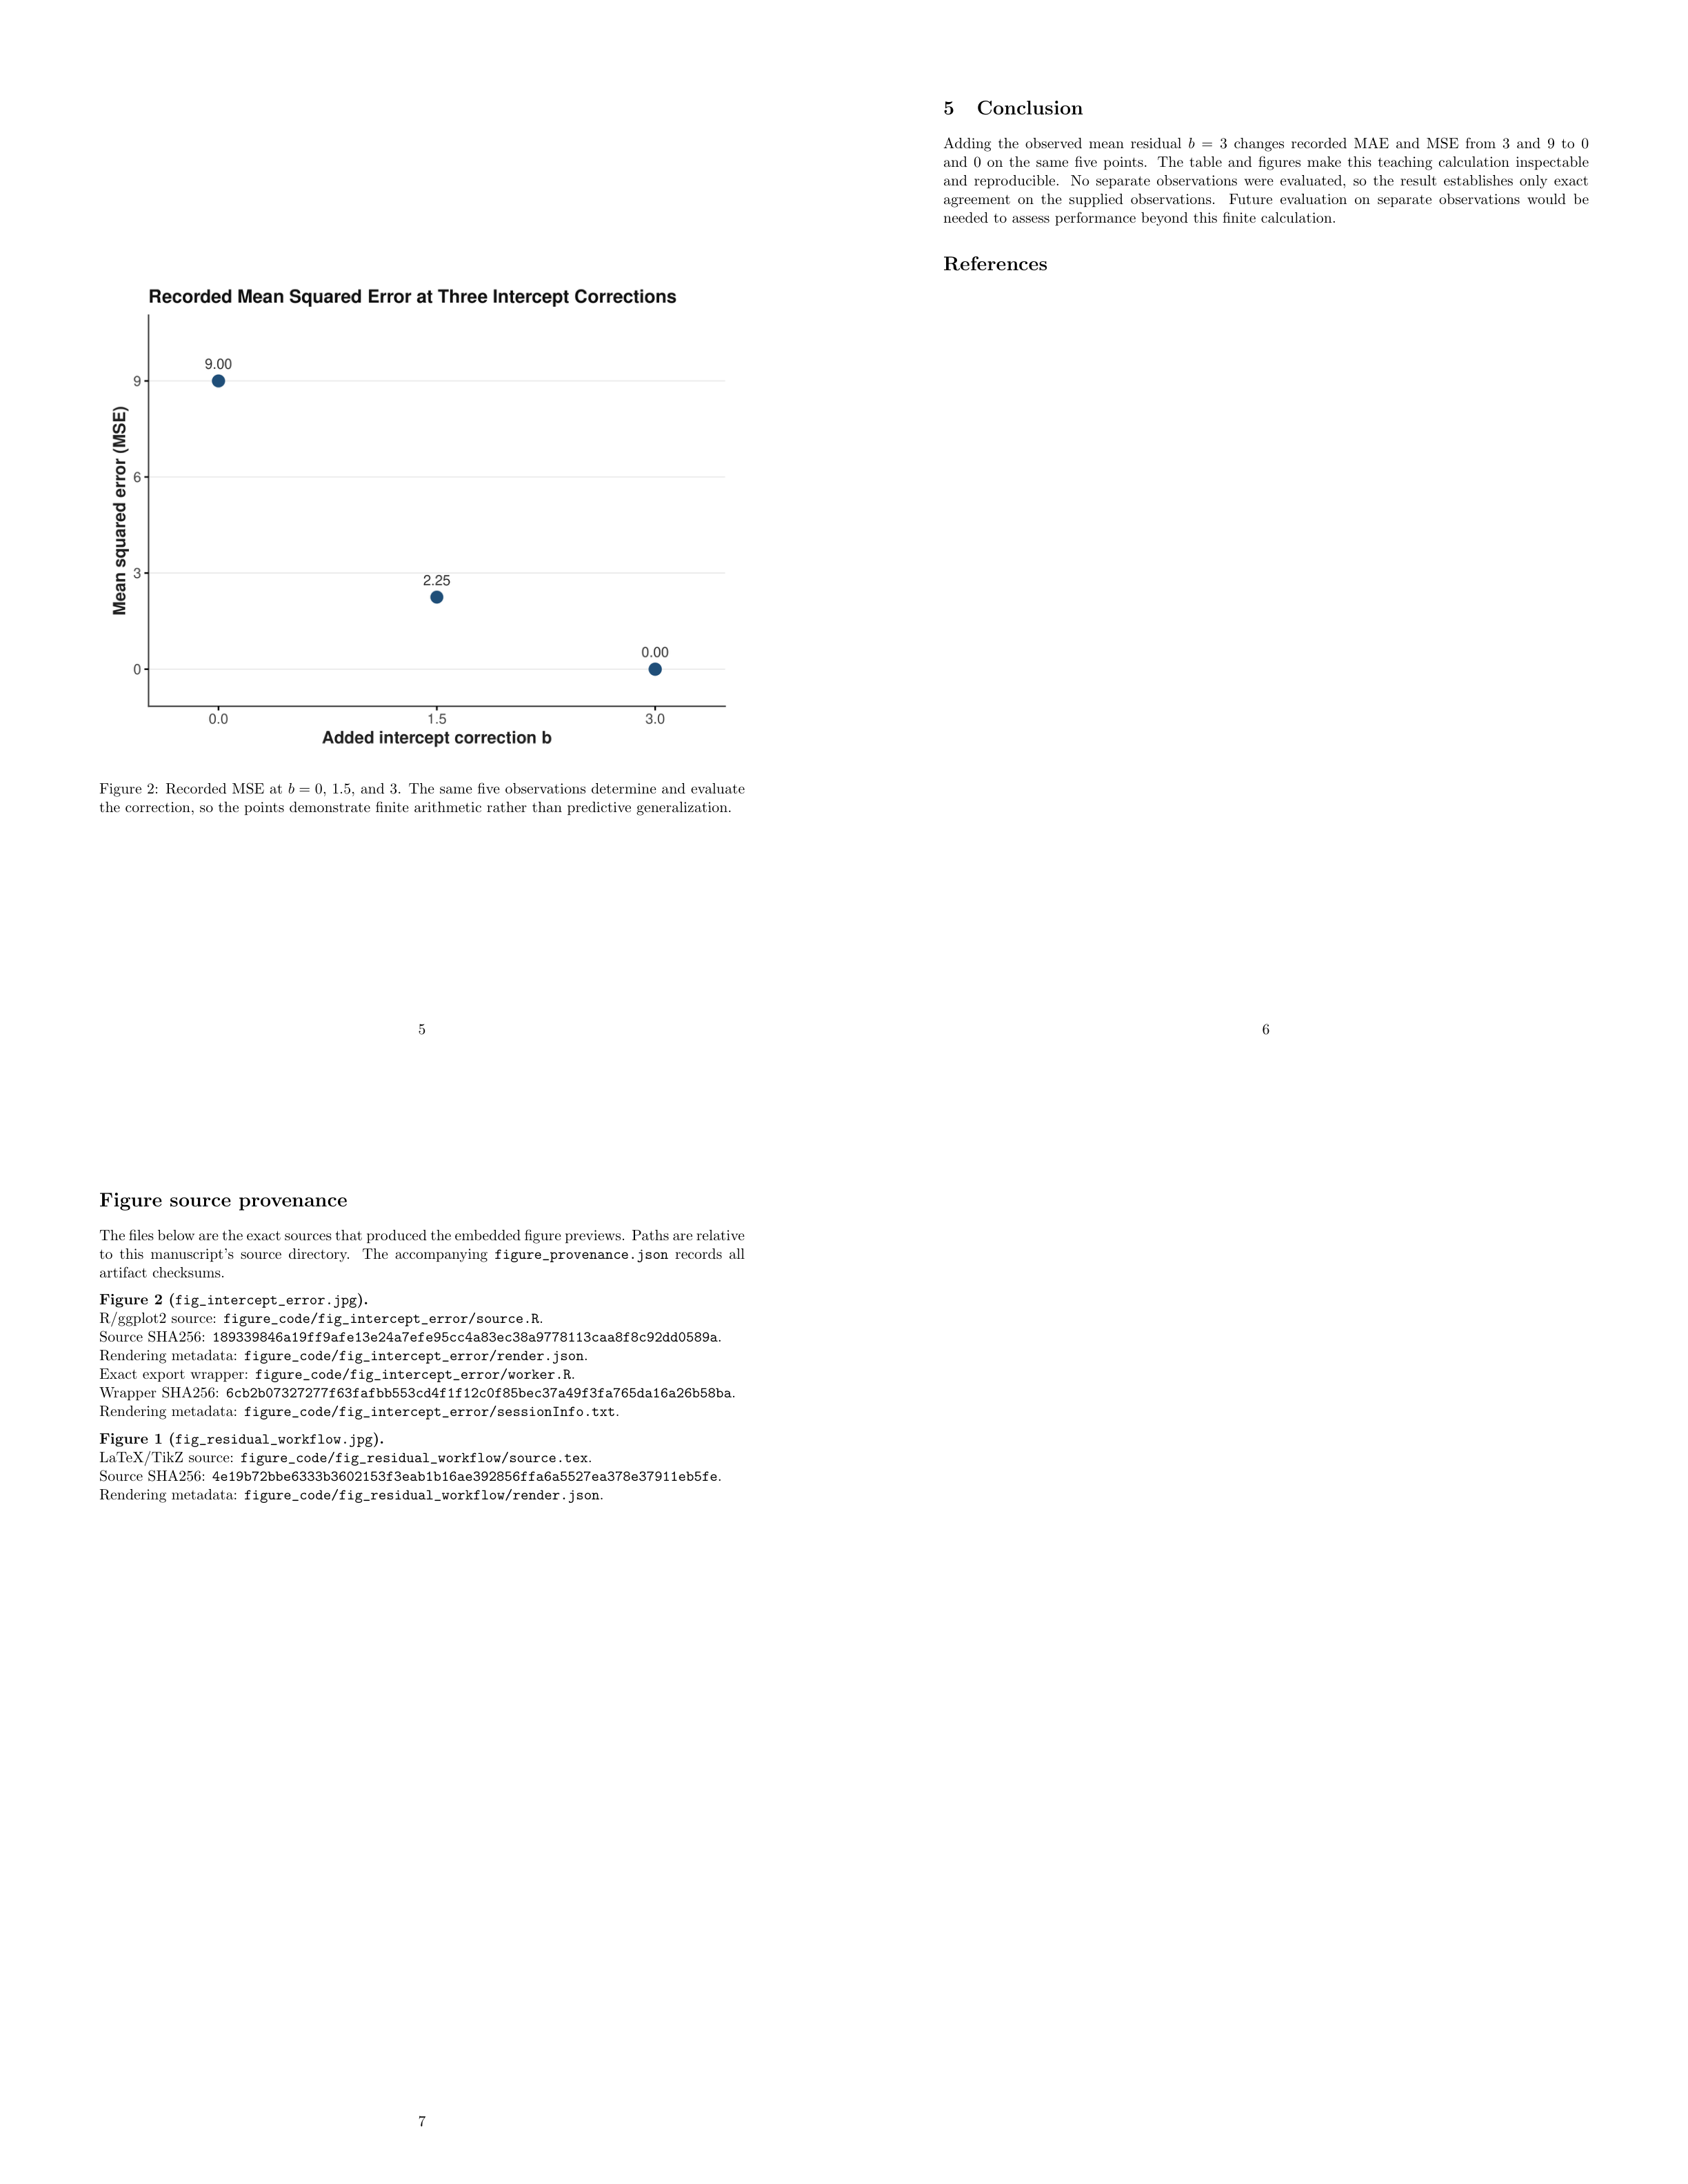 Recorded Mean Squared Error at Three Intercept Corrections
Mean squared error (MSE)
9
6
3
0
9.00
2.25
0.00
0.0
1.5
3.0
Added intercept correction b
Figure 2: Recorded MSE at b = 0, 1.5, and 3. The same five observations determine and evaluate
the correction, so the points demonstrate finite arithmetic rather than predictive generalization.
5
5 Conclusion
Adding the observed mean residual b = 3 changes recorded MAE and MSE from 3 and 9 to 0
and 0 on the same five points. The table and figures make this teaching calculation inspectable
and reproducible. No separate observations were evaluated, so the result establishes only exact
agreement on the supplied observations. Future evaluation on separate observations would be
needed to assess performance beyond this finite calculation.
References
6
Figure source provenance
The files below are the exact sources that produced the embedded figure previews. Paths are relative
to this manuscript's source directory. The accompanying figure_provenance.json records all
artifact checksums.
Figure 2 (fig_intercept_error.jpg).
R/ggplot2 source: figure_code/fig_intercept_error/source.R.
Source SHA256: 189339846a19ff9afe13e24a7efe95cc4a83ec38a9778113caa8f8c92dd0589a.
Rendering metadata: figure_code/fig_intercept_error/render.json.
Exact export wrapper: figure_code/fig_intercept_error/worker.R.
Wrapper SHA256: 6cb2b07327277f63fafbb553cd4f1f12c0f85bec37a49f3fa765da16a26b58ba.
Rendering metadata: figure_code/fig_intercept_error/sessionInfo.txt.
Figure 1 (fig_residual_workflow.jpg).
LaTeX/TikZ source: figure_code/fig_residual_workflow/source.tex.
Source SHA256: 4e19b72bbe6333b3602153f3eab1b16ae392856ffa6a5527ea378e37911eb5fe.
Rendering metadata: figure_code/fig_residual_workflow/render.json.
7